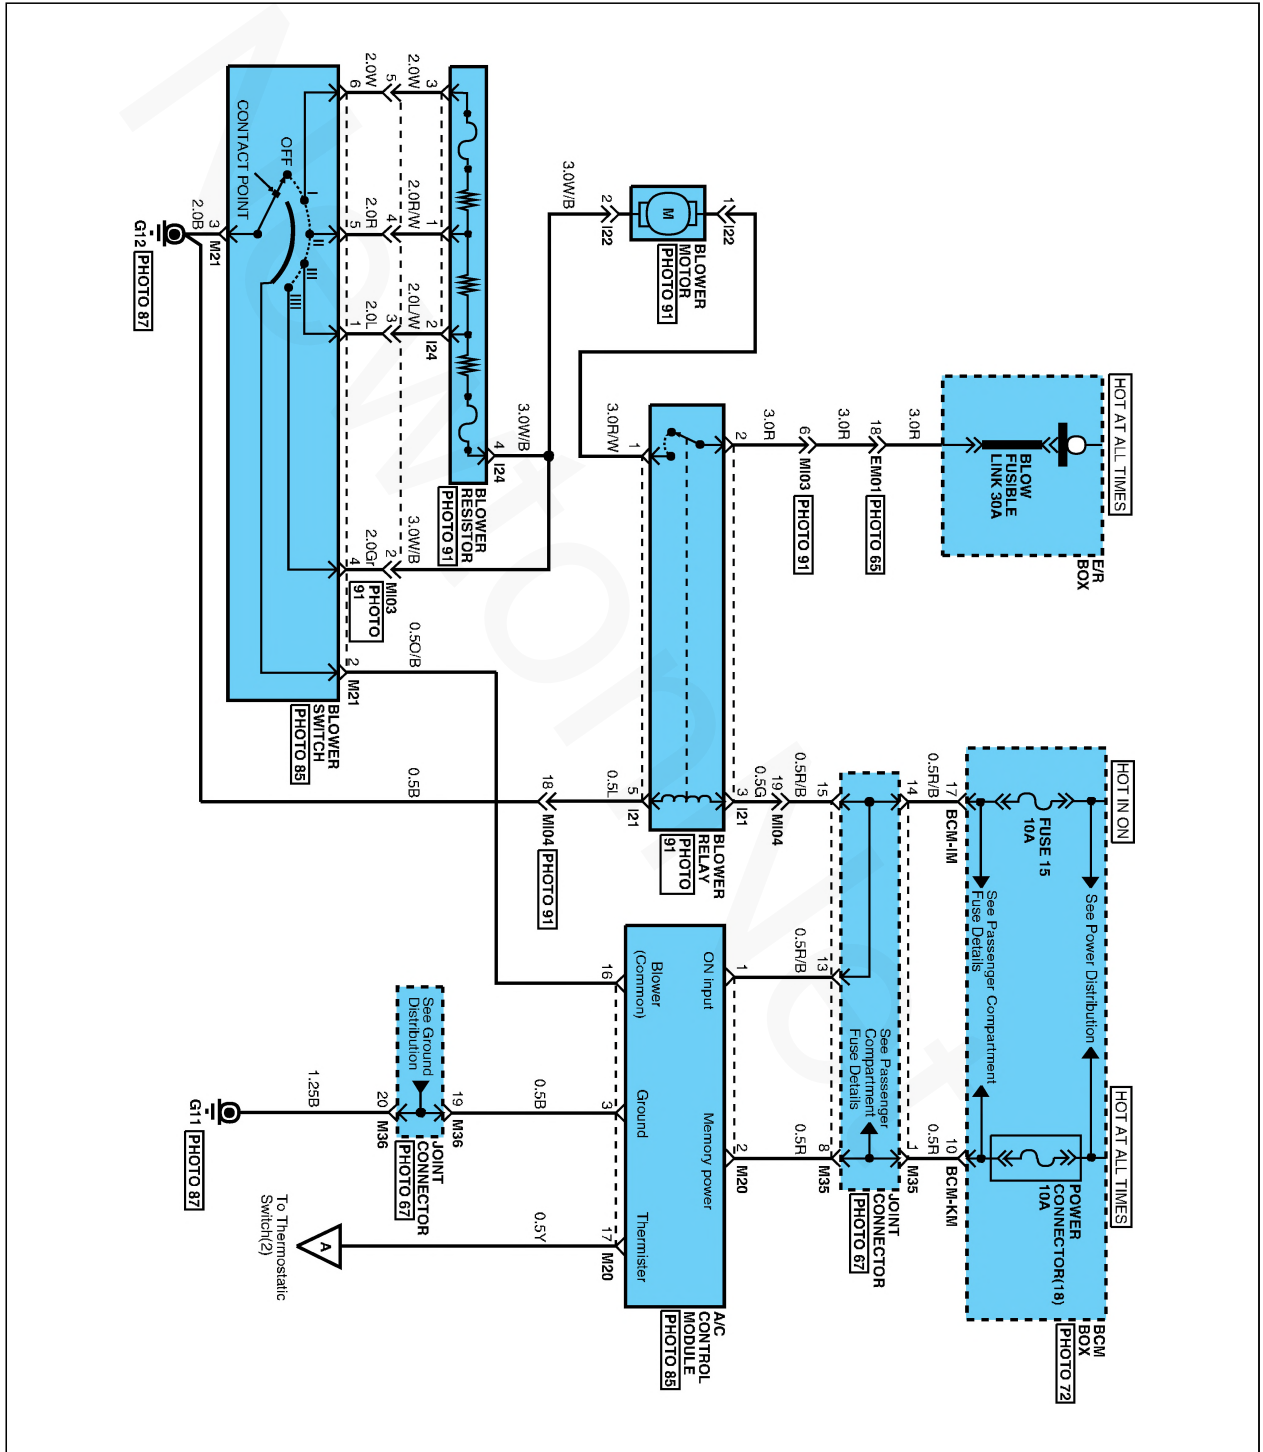 HOT AT ALL TIMES
E/R
BOX
BLOW
FUSIBLE
LINK 30A
3.0R
18
EM01
PHOTO 65
3.0R
6
MI03
PHOTO 91
3.0R
2
1
3.0R/W
BLOWER
MOTOR
PHOTO 91
M
1
I22
2
I22
3.0W/B
HOT IN ON
HOT AT ALL TIMES
BCM
BOX
PHOTO 72
FUSE 15
10A
See Power Distribution
See Passenger Compartment
Fuse Details
POWER
CONNECTOR(18)
10A
17
BCM-IM
10
BCM-KM
0.5R/B
0.5R
14
1
M35
JOINT
CONNECTOR
PHOTO 67
See Passenger
Compartment
Fuse Details
15
13
8
M35
0.5R/B
0.5R/B
0.5R
19
MI04
0.5G
3
I21
BLOWER
RELAY
PHOTO
91
5
I21
0.5L
18
MI04
PHOTO 91
0.5B
1
2
M20
ON input
Memory power
A/C
CONTROL
MODULE
PHOTO 85
Blower
(Common)
Ground
Thermister
16
3
17
M20
0.5B
0.5Y
19
M36
JOINT
CONNECTOR
PHOTO 67
See Ground
Distribution
20
M36
1.25B
G11
PHOTO 87
A
To Thermostatic
Switch(2)
3.0W/B
4
I24
BLOWER
RESISTOR
PHOTO 91
3
1
2
I24
2.0W
2.0R/W
2.0L/W
3.0W/B
5
4
3
2
MI03
PHOTO
91
2.0W
2.0R
2.0L
2.0Gr
0.5O/B
6
5
1
4
2
M21
BLOWER
SWITCH
PHOTO 85
OFF
I
II
III
IIII
CONTACT POINT
3
M21
2.0B
G12
PHOTO 87
NewtonNet